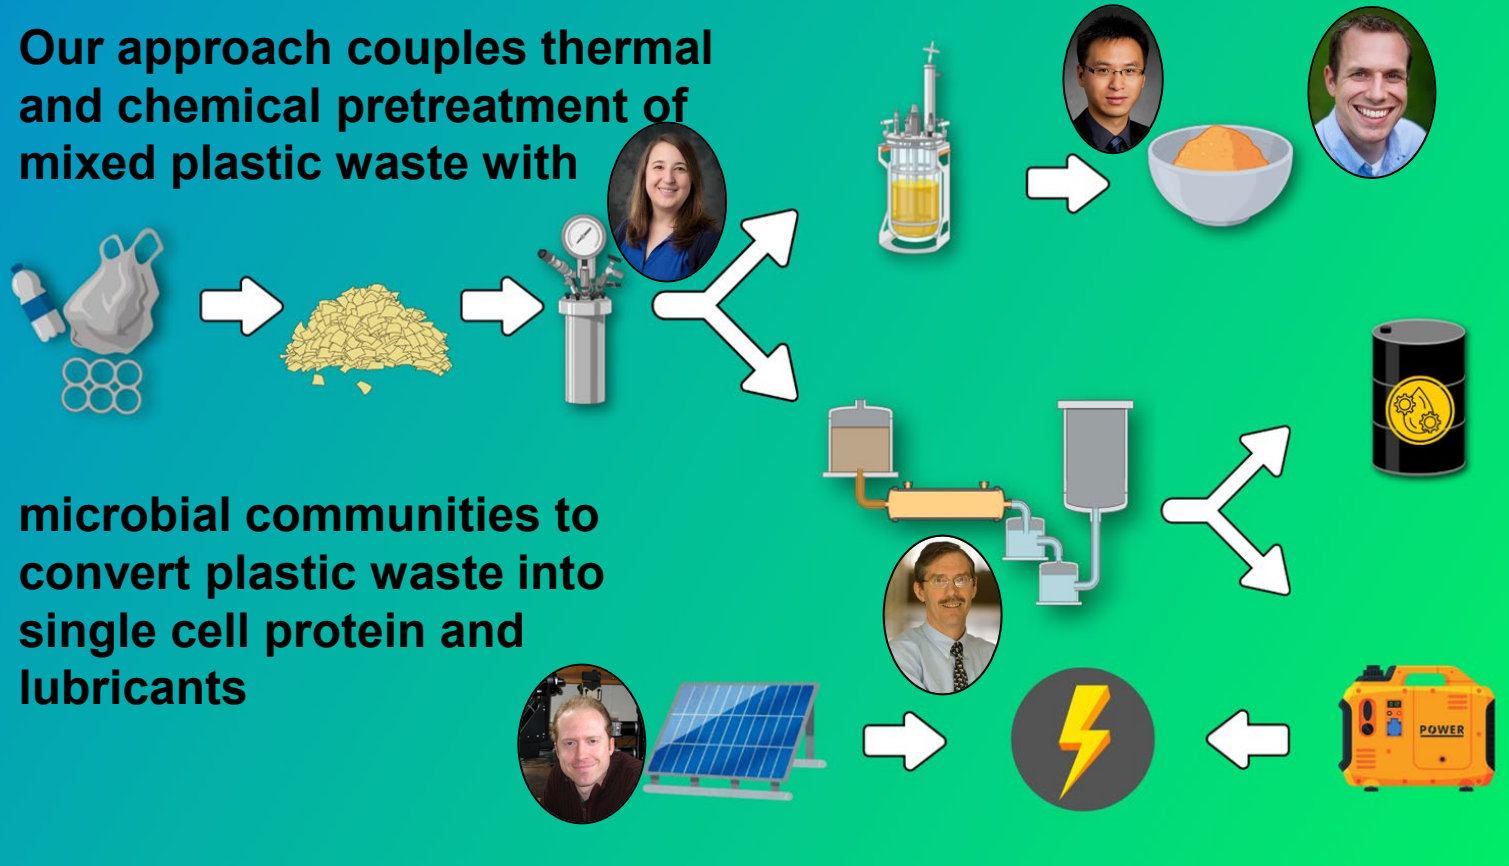 Our approach couples thermal
and chemical pretreatment of
mixed plastic waste with
microbial communities to
convert plastic waste into
single cell protein and
lubricants
POWER